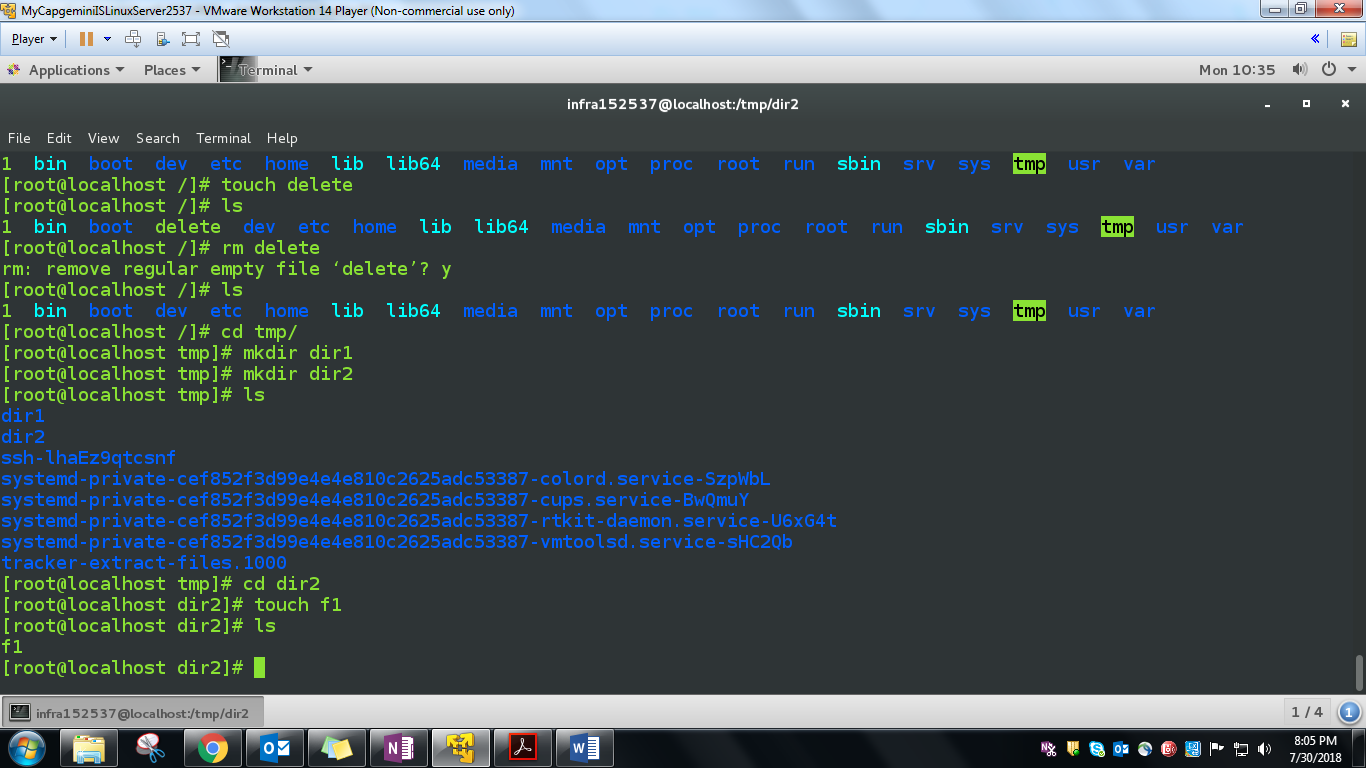 MyCapgeminiISLinuxServer2537 - VMware Workstation 14 Player (Non-commercial use only)
Player
Applications Places Terminal Mon 10:35
infra152537@localhost:/tmp/dir2
File Edit View Search Terminal Help
1 bin boot dev etc home lib lib64 media mnt opt proc root run sbin srv sys tmp usr var
[root@localhost /]# touch delete
[root@localhost /]# ls
1 bin boot delete dev etc home lib lib64 media mnt opt proc root run sbin srv sys tmp usr var
[root@localhost /]# rm delete
rm: remove regular empty file ‘delete’? y
[root@localhost /]# ls
1 bin boot dev etc home lib lib64 media mnt opt proc root run sbin srv sys tmp usr var
[root@localhost /]# cd tmp/
[root@localhost tmp]# mkdir dir1
[root@localhost tmp]# mkdir dir2
[root@localhost tmp]# ls
dir1
dir2
ssh-lhaEz9qtcsnf
systemd-private-cef852f3d99e4e4e810c2625adc53387-colord.service-SzpWbL
systemd-private-cef852f3d99e4e4e810c2625adc53387-cups.service-BwQmuY
systemd-private-cef852f3d99e4e4e810c2625adc53387-rtkit-daemon.service-U6xG4t
systemd-private-cef852f3d99e4e4e810c2625adc53387-vmtoolsd.service-sHC2Qb
tracker-extract-files.1000
[root@localhost tmp]# cd dir2
[root@localhost dir2]# touch f1
[root@localhost dir2]# ls
f1
[root@localhost dir2]#
infra152537@localhost:/tmp/dir2 1 / 4 1
8:05 PM
7/30/2018